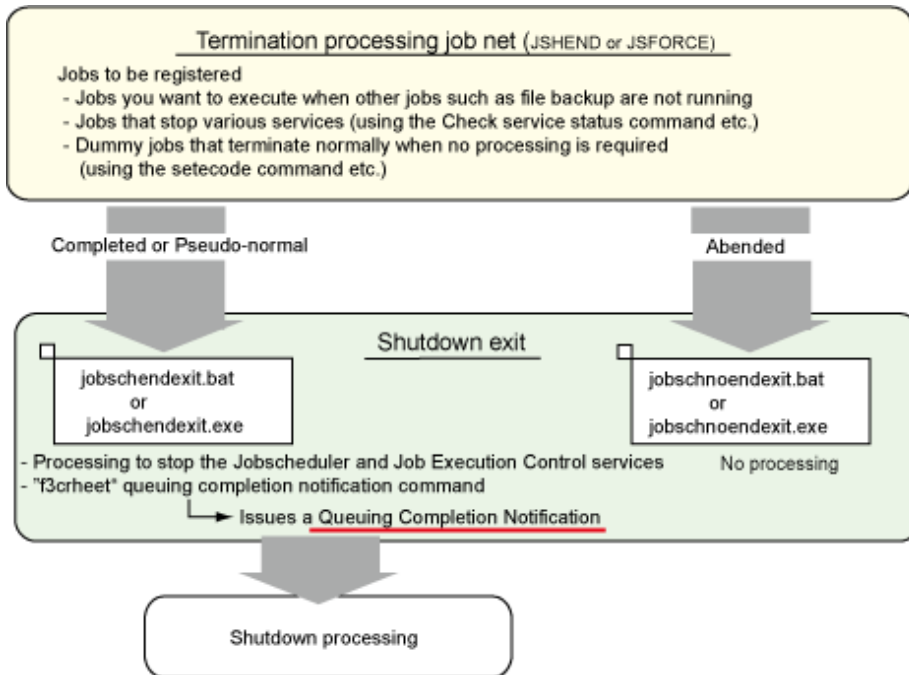 Termination processing job net (JSHEND or JSFORCE)
Jobs to be registered
- Jobs you want to execute when other jobs such as file backup are not running
- Jobs that stop various services (using the Check service status command etc.)
- Dummy jobs that terminate normally when no processing is required
(using the setecode command etc.)
Completed or Pseudo-normal
Abended
Shutdown exit
jobschendexit.bat
or
jobschendexit.exe
jobschnoendexit.bat
or
jobschnoendexit.exe
- Processing to stop the Jobscheduler and Job Execution Control services
No processing
- "f3crheet" queuing completion notification command
Issues a Queuing Completion Notification
Shutdown processing